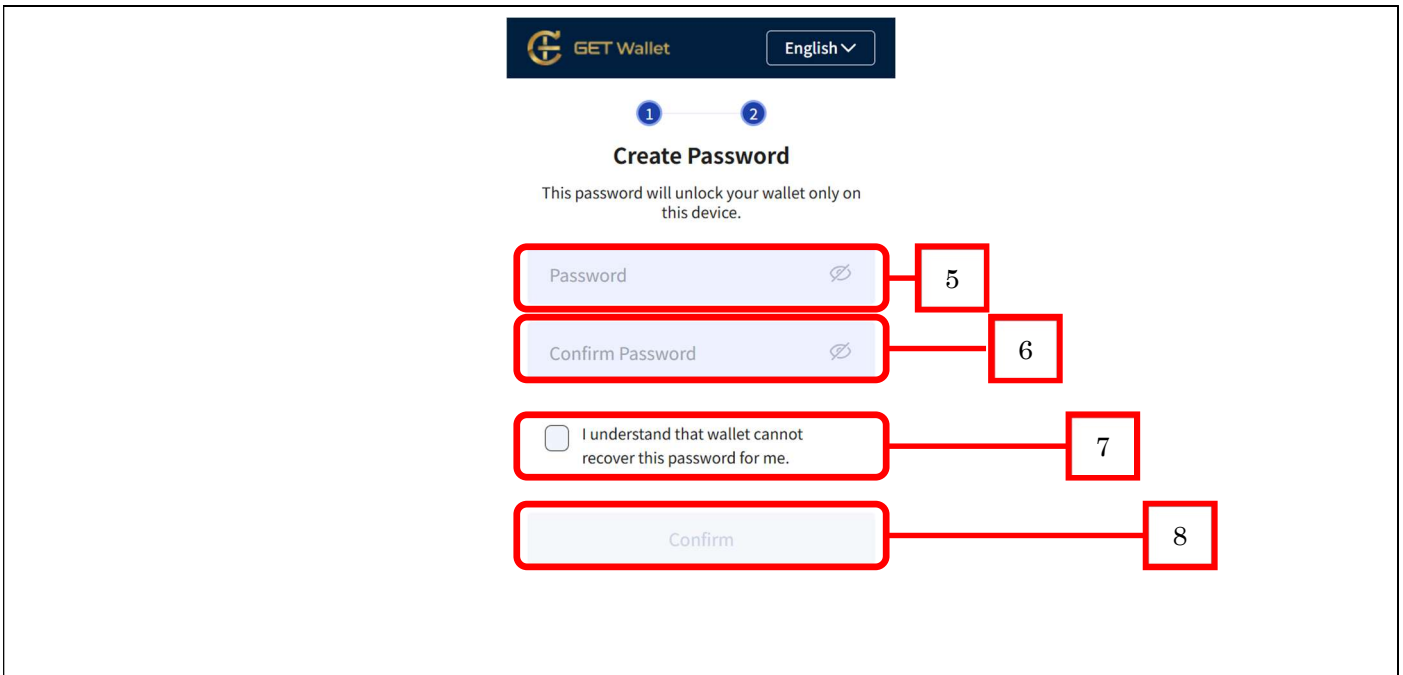 GET Wallet
English
1
2
Create Password
This password will unlock your wallet only on
this device.
Password
5
Confirm Password
6
I understand that wallet cannot
recover this password for me.
7
Confirm
8